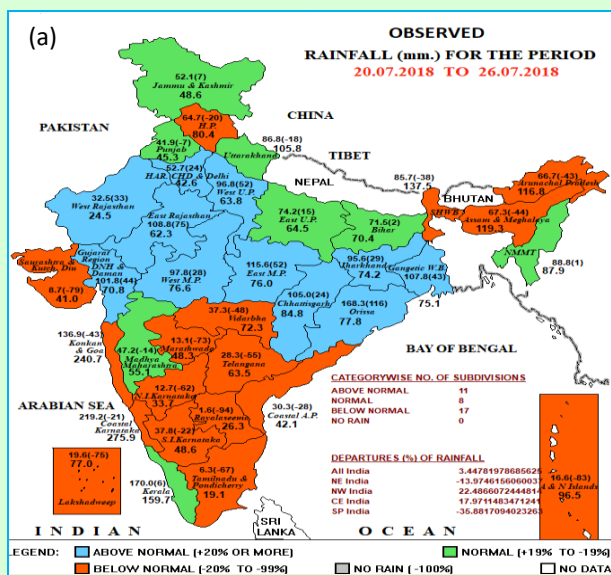 (a)
OBSERVED
RAINFALL (mm.) FOR THE PERIOD
20.07.2018 TO 26.07.2018
52.1(7)
Jammu & Kashmir
48.6
CHINA
64.7(-20)
H.P.
80.4
PAKISTAN
41.9(-7)
Punjab
45.3
86.8(-18)
Uttarakhand
105.8
TIBET
52.7(24)
HAR. CHD & Delhi
42.6
96.8(52)
West U.P.
63.8
NEPAL
85.7(-38)
137.5
SHWB
BHUTAN
66.7(-43)
Arunachal Pradesh
116.8
32.5(33)
West Rajasthan
24.5
East Rajasthan
108.8(75)
62.3
74.2(15)
East U.P.
64.5
71.5(2)
Bihar
70.4
67.3(-44)
Assam & Meghalaya
119.3
NMMT
88.8(1)
87.9
Saurashtra &
Kutch, Diu
8.7(-79)
41.0
Gujarat
Region
DNH &
Daman
101.8(44)
70.8
97.8(28)
West M.P.
76.6
115.6(52)
East M.P.
76.0
95.6(29)
Jharkhand
74.2
Gangetic W.B.
107.8(43)
75.1
105.0(24)
Chhattisgarh
84.8
168.3(116)
Orissa
77.8
136.9(-43)
Konkan
& Goa
240.7
47.2(-14)
Madhya
Maharashtra
55.1
13.1(-73)
Marathwada
48.3
37.3(-48)
Vidarbha
72.3
28.3(-55)
Telangana
63.5
BAY OF BENGAL
ARABIAN SEA
219.2(-21)
Coastal
Karnataka
275.9
12.7(-62)
N.I.Karnataka
33.7
1.6(-94)
Rayalaseema
26.3
30.3(-28)
Coastal A.P.
42.1
37.8(-22)
S.I.Karnataka
48.6
19.6(-75)
77.0
Lakshadweep
170.0(6)
Kerala
159.7
6.3(-67)
Tamilnadu &
Pondicherry
19.1
16.6(-83)
A & N Islands
96.5
CATEGORYWISE NO. OF SUBDIVISIONS
ABOVE NORMAL 11
NORMAL 8
BELOW NORMAL 17
NO RAIN 0
DEPARTURES (%) OF RAINFALL
All India 3.44781978685625
NE India -13.9746156060037
NW India 22.4866072444814
CE India 17.9711483471241
SP India -35.8817094023263
SRI
LANKA
INDIAN OCEAN
LEGEND: ABOVE NORMAL (+20% OR MORE) NORMAL (+19% TO -19%)
BELOW NORMAL (-20% TO -99%) NO RAIN (-100%) NO DATA